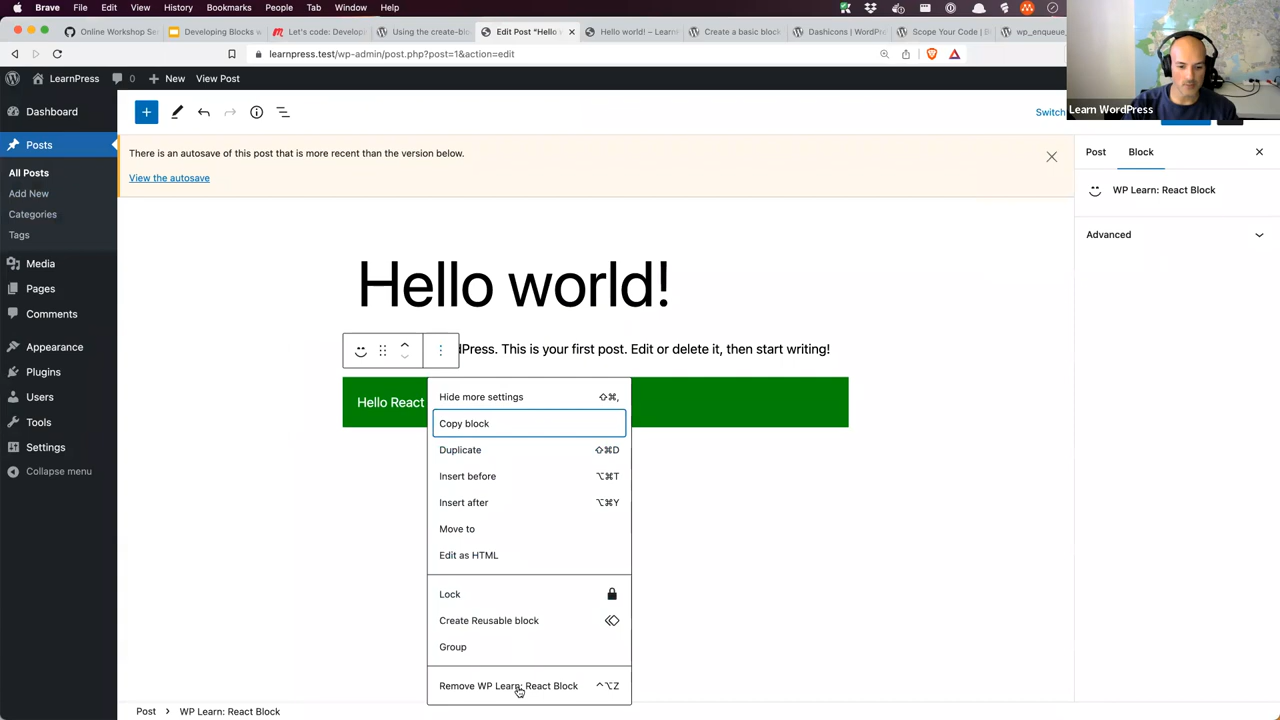 Brave File Edit View History Bookmarks People Tab Window Help
Online Workshop Se
Developing Blocks w
Let's code: Develop
Using the create-blo
Edit Post “Hello w
Hello world! – Learn
Create a basic block
Dashicons | WordPre
Scope Your Code | B
wp_enqueue_
learnpress.test/wp-admin/post.php?post=1&action=edit
LearnPress 0 New View Post
Learn WordPress
Dashboard
Posts
All Posts
Add New
Categories
Tags
Media
Pages
Comments
Appearance
Plugins
Users
Tools
Settings
Collapse menu
Switch
There is an autosave of this post that is more recent than the version below.
View the autosave
Hello world!
dPress. This is your first post. Edit or delete it, then start writing!
Hello React
Hide more settings ⇧⌘,
Copy block
Duplicate ⇧⌘D
Insert before ⌥⌘T
Insert after ⌥⌘Y
Move to
Edit as HTML
Lock
Create Reusable block
Group
Remove WP Learn: React Block ⌃⌥Z
Post Block
WP Learn: React Block
Advanced
Post › WP Learn: React Block